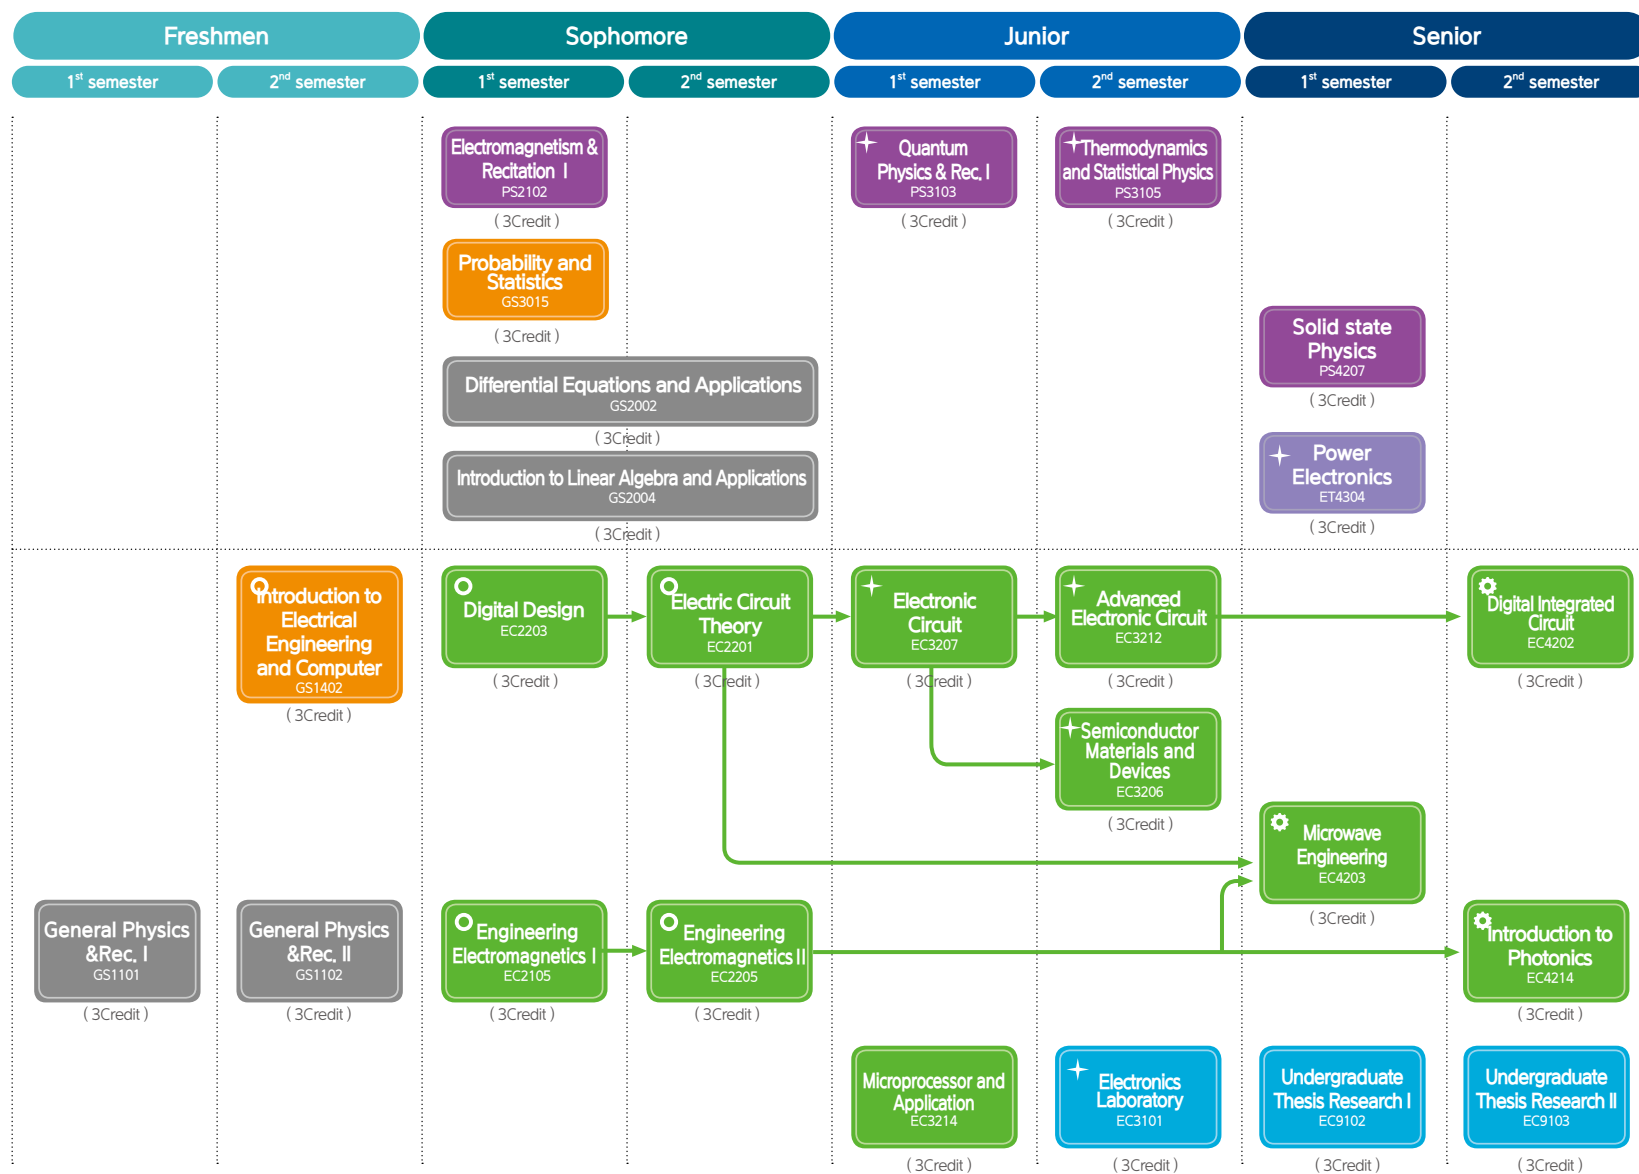 Freshmen
Sophomore
Junior
Senior
1st semester
2nd semester
1st semester
2nd semester
1st semester
2nd semester
1st semester
2nd semester
Electromagnetism &
Recitation I
PS2102
(3Credit)
Quantum
Physics & Rec. I
PS3103
(3Credit)
Thermodynamics
and Statistical Physics
PS3105
(3Credit)
Probability and
Statistics
GS3015
(3Credit)
Solid state
Physics
PS4207
(3Credit)
Differential Equations and Applications
GS2002
(3Credit)
Introduction to Linear Algebra and Applications
GS2004
(3Credit)
Power
Electronics
ET4304
(3Credit)
Introduction to
Electrical
Engineering
and Computer
GS1402
(3Credit)
Digital Design
EC2203
(3Credit)
Electric Circuit
Theory
EC2201
(3Credit)
Electronic
Circuit
EC3207
(3Credit)
Advanced
Electronic Circuit
EC3212
(3Credit)
Digital Integrated
Circuit
EC4202
(3Credit)
Semiconductor
Materials and
Devices
EC3206
(3Credit)
Microwave
Engineering
EC4203
(3Credit)
General Physics
&Rec. I
GS1101
(3Credit)
General Physics
&Rec. II
GS1102
(3Credit)
Engineering
Electromagnetics I
EC2105
(3Credit)
Engineering
Electromagnetics II
EC2205
(3Credit)
Introduction to
Photonics
EC4214
(3Credit)
Microprocessor and
Application
EC3214
(3Credit)
Electronics
Laboratory
EC3101
(3Credit)
Undergraduate
Thesis Research I
EC9102
(3Credit)
Undergraduate
Thesis Research II
EC9103
(3Credit)